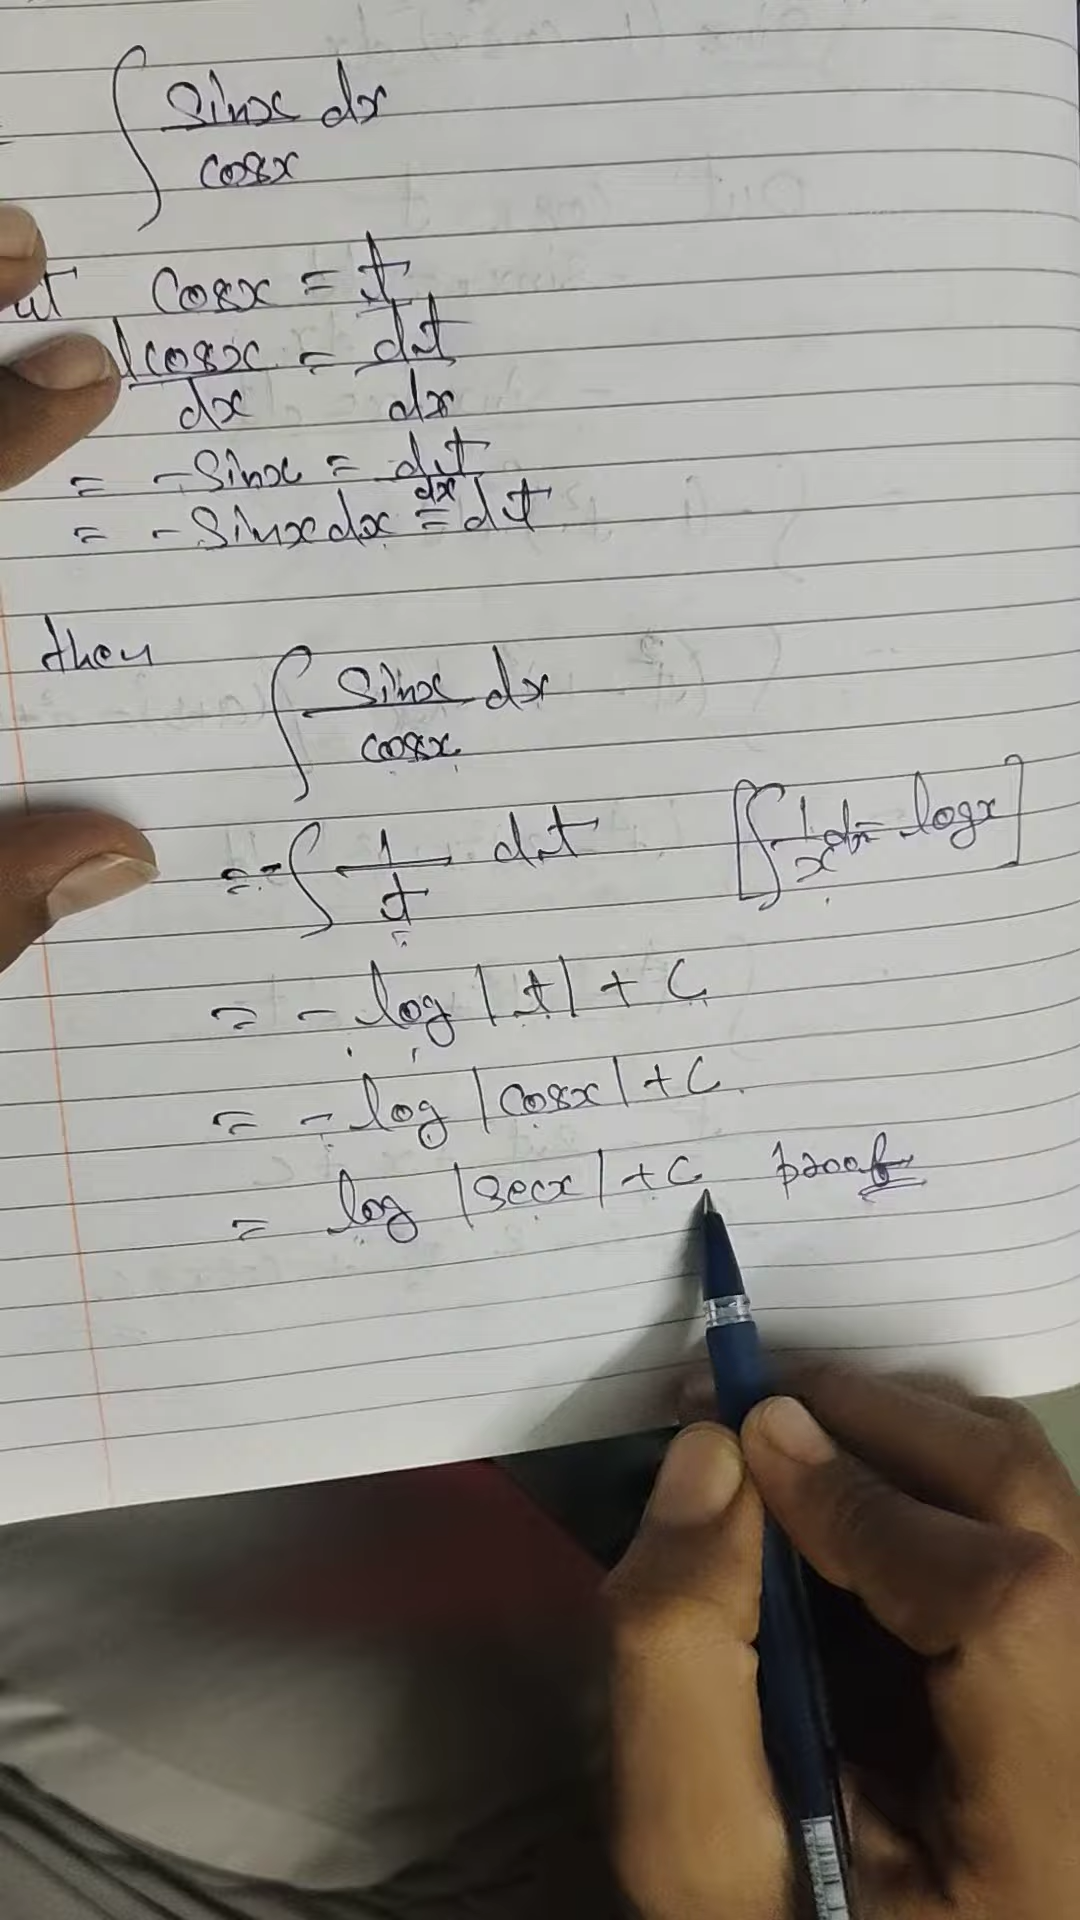 = ∫ sinx/cosx dx
ut cosx = t
dcosx/dx = dt/dx
= -sinx = dt/dx
= -sinx dx = dt
then ∫ sinx/cosx dx
= -∫ 1/t dt [∫ 1/x dx = logx]
= - log |t| + C
= - log |cosx| + C.
= log |secx| + C proof